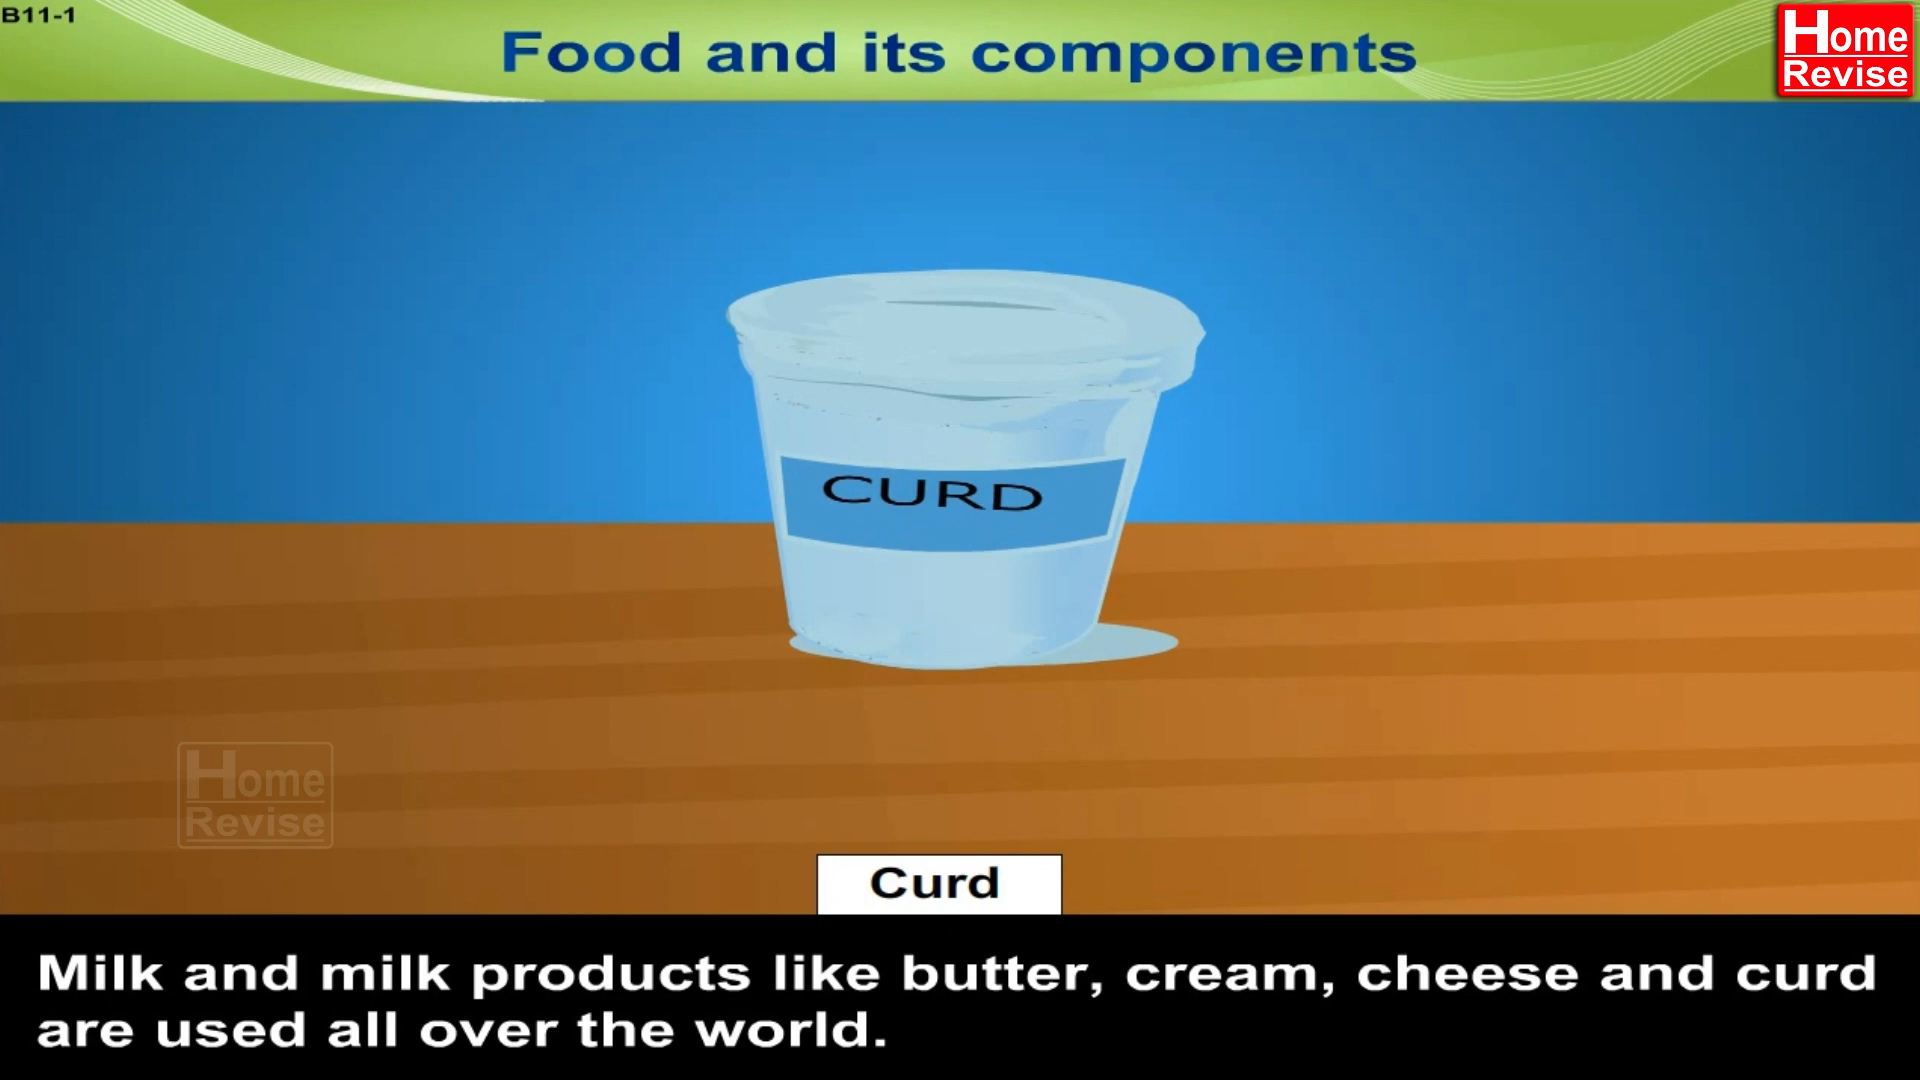 B11-1
Food and its components
Home
Revise
CURD
Home
Revise
Curd
Milk and milk products like butter, cream, cheese and curd
are used all over the world.